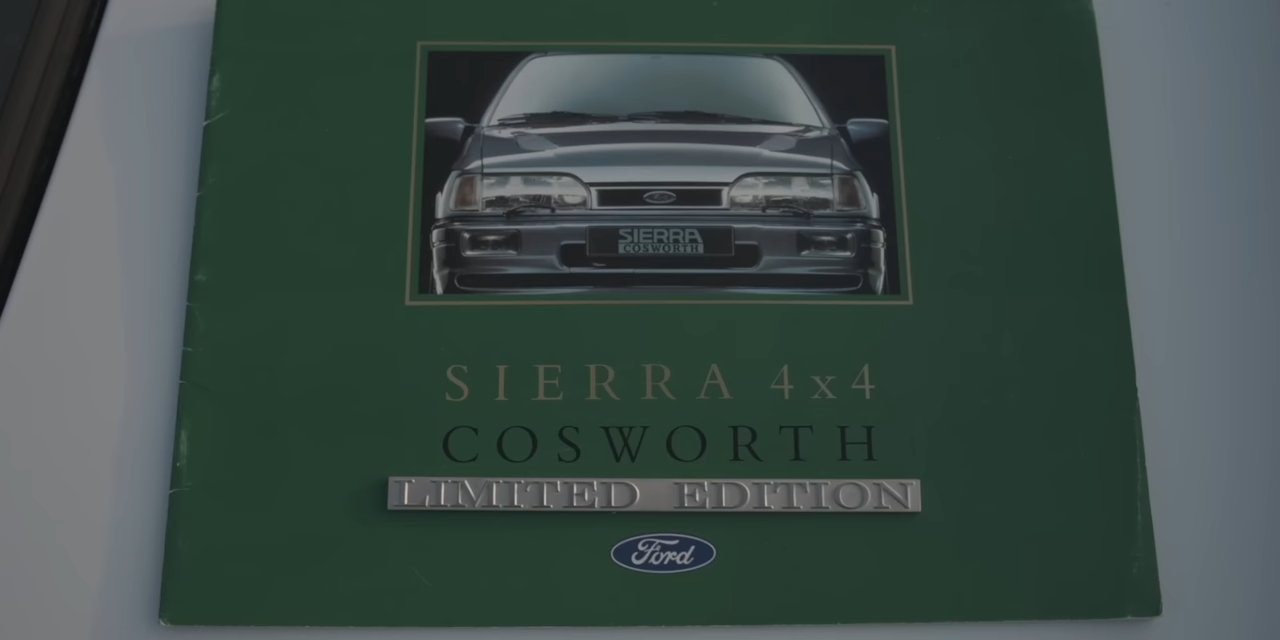 SIERRA
COSWORTH
SIERRA 4x4
COSWORTH
LIMITED EDITION
Ford